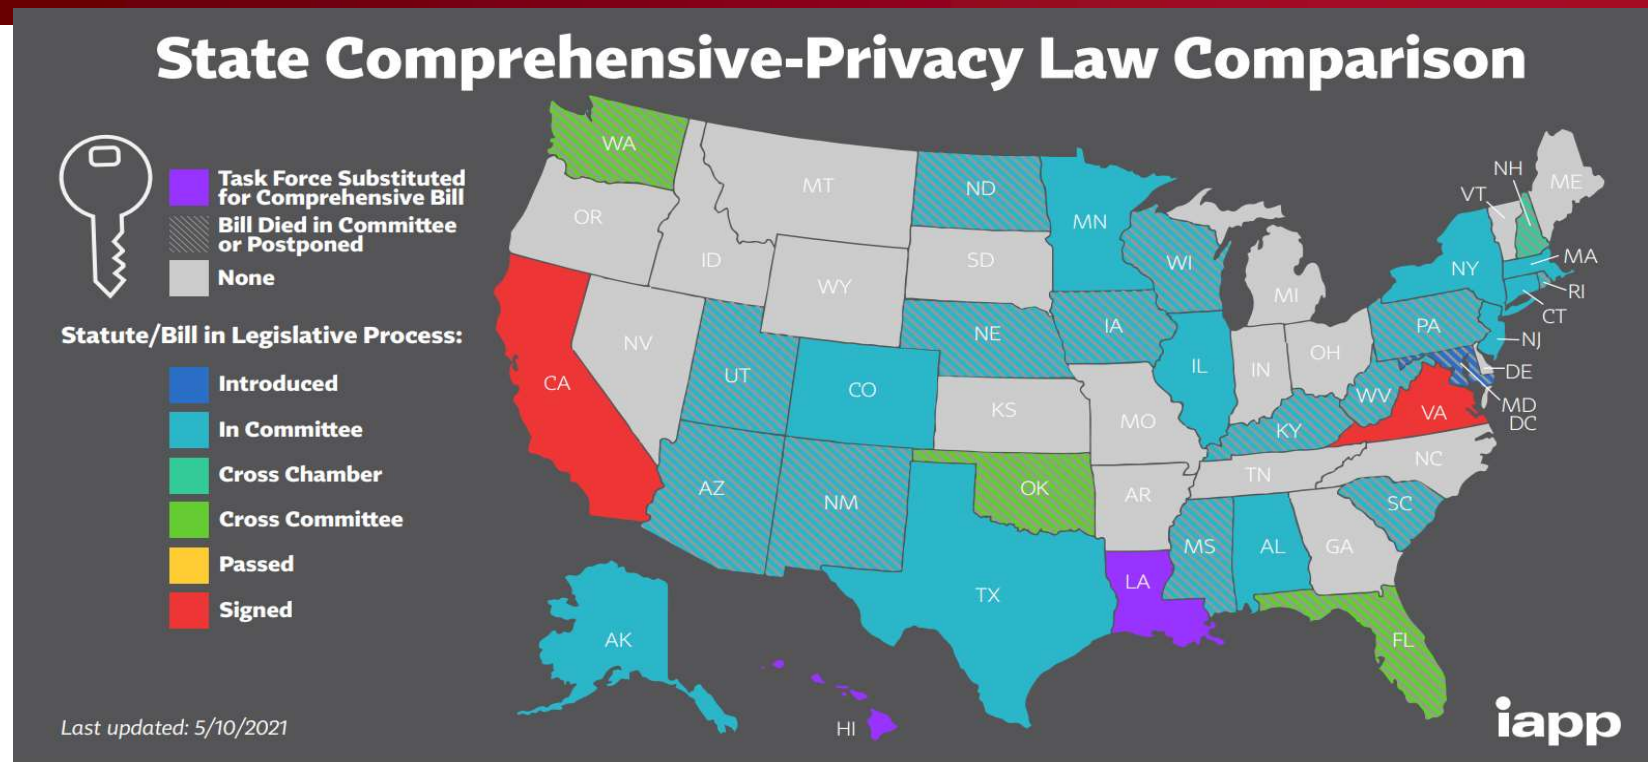 State Comprehensive-Privacy Law Comparison
Task Force Substituted
for Comprehensive Bill
Bill Died in Committee
or Postponed
None
Statute/Bill in Legislative Process:
Introduced
In Committee
Cross Chamber
Cross Committee
Passed
Signed
Last updated: 5/10/2021
WA
OR
ID
MT
WY
ND
SD
NE
KS
OK
TX
MN
IA
MO
AR
LA
WI
IL
MS
MI
IN
OH
KY
TN
AL
GA
FL
SC
NC
VA
WV
PA
NY
VT
NH
ME
MA
RI
CT
NJ
DE
MD
DC
CA
NV
UT
CO
AZ
NM
AK
HI
iapp